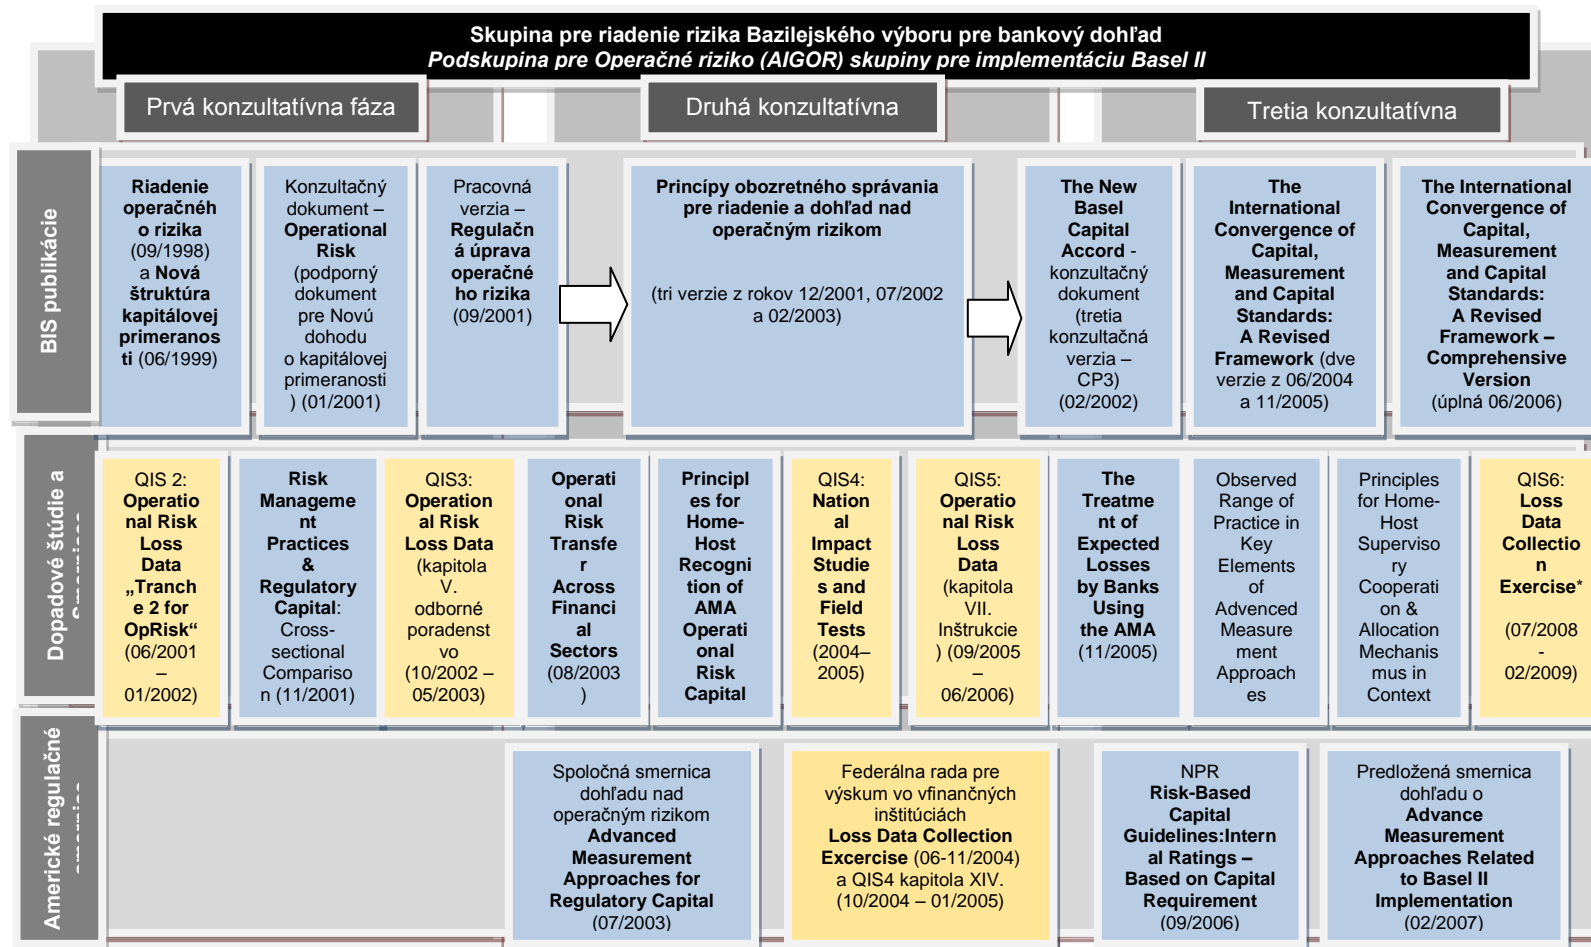 Skupina pre riadenie rizika Bazilejského výboru pre bankový dohľad
Podskupina pre Operačné riziko (AIGOR) skupiny pre implementáciu Basel II
Prvá konzultatívna fáza
Druhá konzultatívna
Tretia konzultatívna
BIS publikácie
Riadenie
operačnéh
o rizika
(09/1998)
a Nová
štruktúra
kapitálovej
primeranos
ti (06/1999)
Konzultačný
dokument –
Operational
Risk
(podporný
dokument
pre Novú
dohodu
o kapitálovej
primeranosti
) (01/2001)
Pracovná
verzia –
Regulačn
á úprava
operačné
ho rizika
(09/2001)
Princípy obozretného správania
pre riadenie a dohľad nad
operačným rizikom
(tri verzie z rokov 12/2001, 07/2002
a 02/2003)
The New
Basel
Capital
Accord -
konzultačný
dokument
(tretia
konzultačná
verzia –
CP3)
(02/2002)
The
International
Convergence of
Capital,
Measurement
and Capital
Standards:
A Revised
Framework (dve
verzie z 06/2004
a 11/2005)
The International
Convergence of
Capital,
Measurement
and Capital
Standards:
A Revised
Framework –
Comprehensive
Version
(úplná 06/2006)
Dopadové štúdie a
QIS 2:
Operatio
nal Risk
Loss
Data
„Tranch
e 2 for
OpRisk“
(06/2001
–
01/2002)
Risk
Manageme
nt
Practices
&
Regulatory
Capital:
Cross-
sectional
Compariso
n (11/2001)
QIS3:
Operation
al Risk
Loss Data
(kapitola
V.
odborné
poradenst
vo
(10/2002 –
05/2003)
Operati
onal
Risk
Transfe
r
Across
Financi
al
Sectors
(08/2003
)
Principl
es for
Home-
Host
Recogni
tion of
AMA
Operati
onal
Risk
Capital
QIS4:
Nation
al
Impact
Studie
s and
Field
Tests
(2004–
2005)
QIS5:
Operatio
nal Risk
Loss
Data
(kapitola
VII.
Inštrukcie
) (09/2005
–
06/2006)
The
Treatme
nt of
Expected
Losses
by Banks
Using
the AMA
(11/2005)
Observed
Range of
Practice in
Key
Elements
of
Advanced
Measure
ment
Approach
es
Principles
for Home-
Host
Superviso
ry
Cooperati
on &
Allocation
Mechanis
mus in
Context
QIS6:
Loss
Data
Collectio
n
Exercise*
(07/2008
-
02/2009)
Americké regulačné
Spoločná smernica
dohľadu nad
operačným rizikom
Advanced
Measurement
Approaches for
Regulatory Capital
(07/2003)
Federálna rada pre
výskum vo vfinančných
inštitúciách
Loss Data Collection
Excercise (06-11/2004)
a QIS4 kapitola XIV.
(10/2004 – 01/2005)
NPR
Risk-Based
Capital
Guidelines:Intern
al Ratings –
Based on Capital
Requirement
(09/2006)
Predložená smernica
dohľadu o
Advance
Measurement
Approaches Related
to Basel II
Implementation
(02/2007)